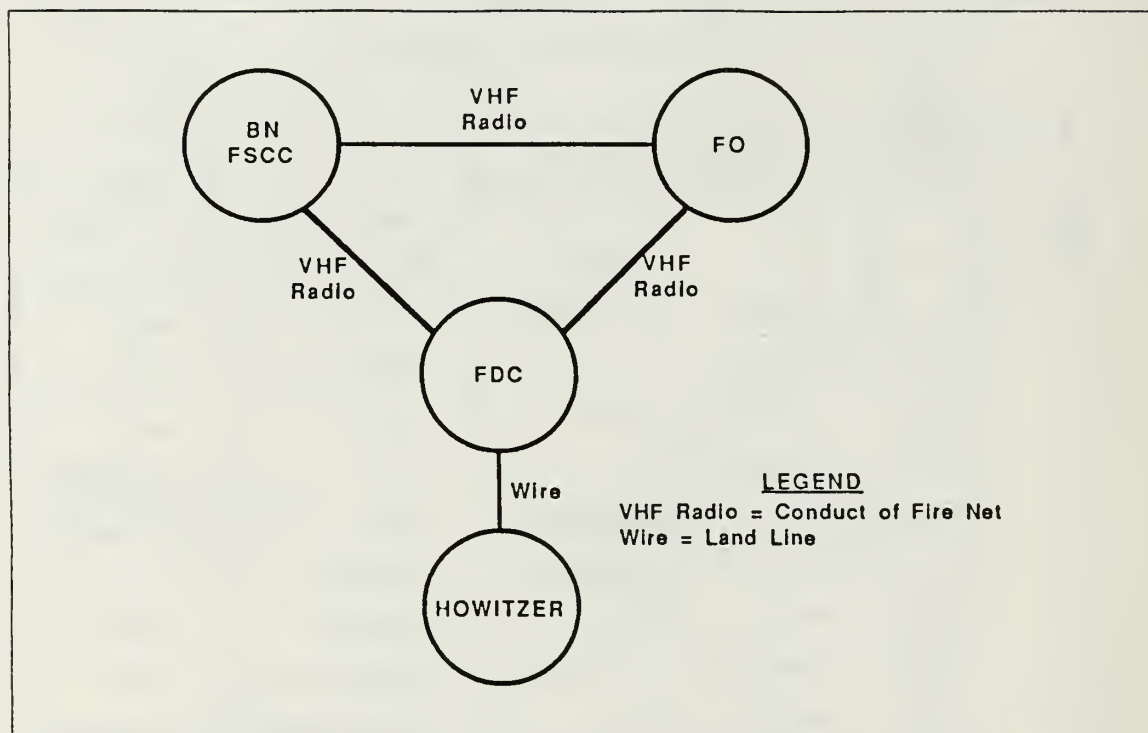 VHF
Radio
BN
FSCC
FO
VHF
Radio
VHF
Radio
FDC
Wire
LEGEND
VHF Radio = Conduct of Fire Net
Wire = Land Line
HOWITZER